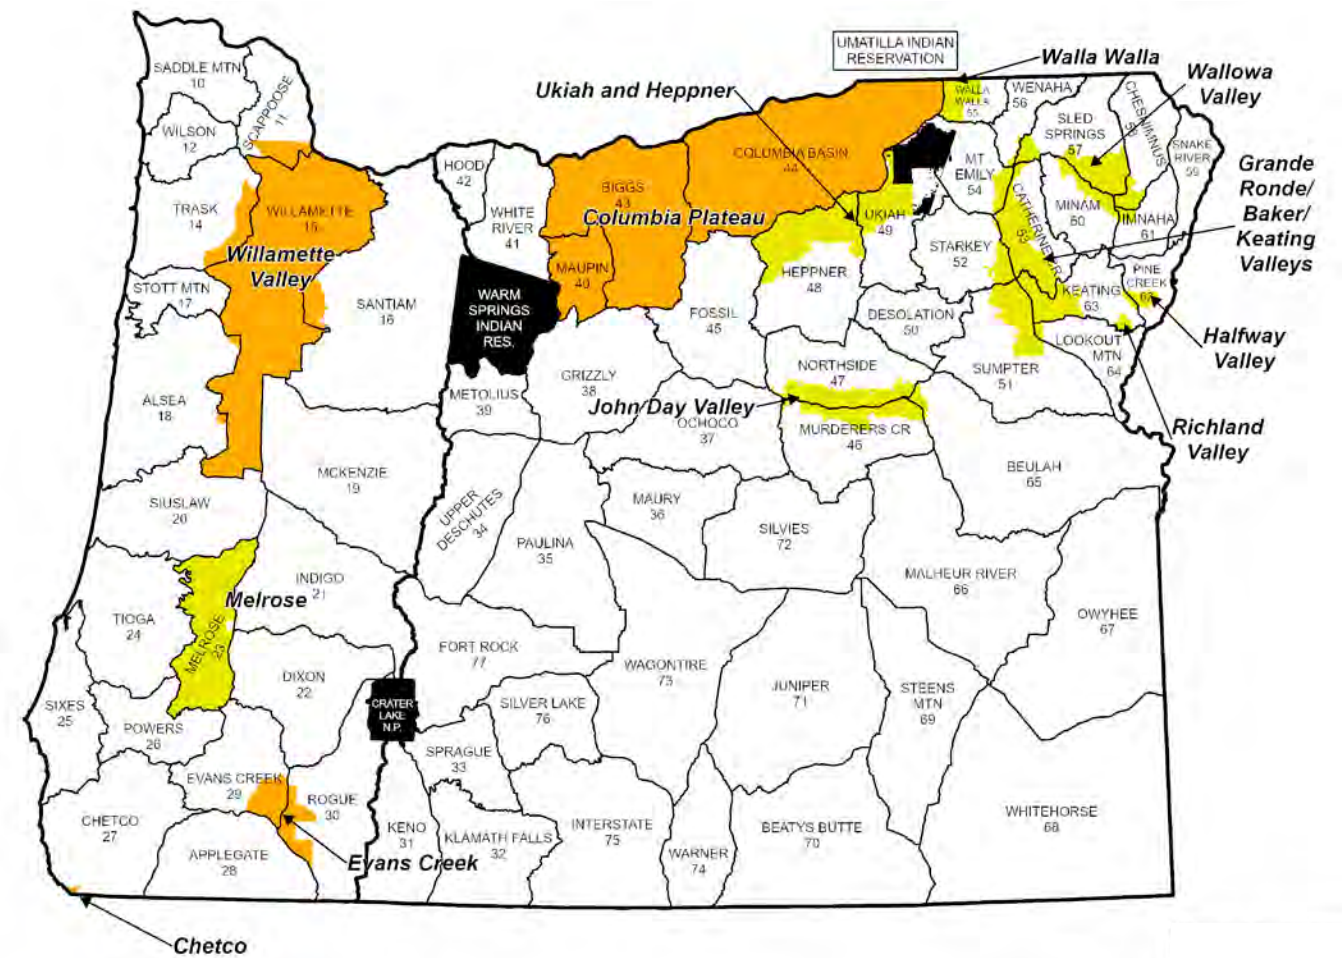 UMATILLA INDIAN
RESERVATION
Walla Walla
Wallowa
Valley
Ukiah and Heppner
Grande
Ronde/
Baker/
Keating
Valleys
Halfway
Valley
Richland
Valley
Columbia Plateau
Willamette
Valley
John Day Valley
Melrose
Evans Creek
Chetco
SADDLE MTN
10
SCAPPOOSE
11
WILSON
12
TRASK
14
WILLAMETTE
15
SANTIAM
16
STOTT MTN
17
ALSEA
18
MCKENZIE
19
SIUSLAW
20
INDIGO
21
DIXON
22
MELROSE
23
TIOGA
24
SIXES
25
POWERS
26
CHETCO
27
APPLEGATE
28
EVANS CREEK
29
ROGUE
30
KENO
31
KLAMATH FALLS
32
SPRAGUE
33
UPPER
DESCHUTES
34
PAULINA
35
MAURY
36
OCHOCO
37
GRIZZLY
38
METOLIUS
39
MAUPIN
40
WHITE
RIVER
41
HOOD
42
BIGGS
43
COLUMBIA BASIN
44
FOSSIL
45
MURDERERS CR
46
NORTHSIDE
47
HEPPNER
48
UKIAH
49
DESOLATION
50
SUMPTER
51
STARKEY
52
CATHERINE CR
53
MT
EMILY
54
WALLA
WALLA
55
WENAHA
56
SLED
SPRINGS
57
CHESNIMNUS
58
SNAKE
RIVER
59
MINAM
60
IMNAHA
61
PINE
CREEK
62
KEATING
63
LOOKOUT
MTN
64
BEULAH
65
MALHEUR RIVER
66
OWYHEE
67
WHITEHORSE
68
STEENS
MTN
69
BEATYS BUTTE
70
JUNIPER
71
SILVIES
72
WAGONTIRE
73
WARNER
74
INTERSTATE
75
SILVER LAKE
76
FORT ROCK
77
WARM
SPRINGS
INDIAN
RES.
CRATER
LAKE
N.P.